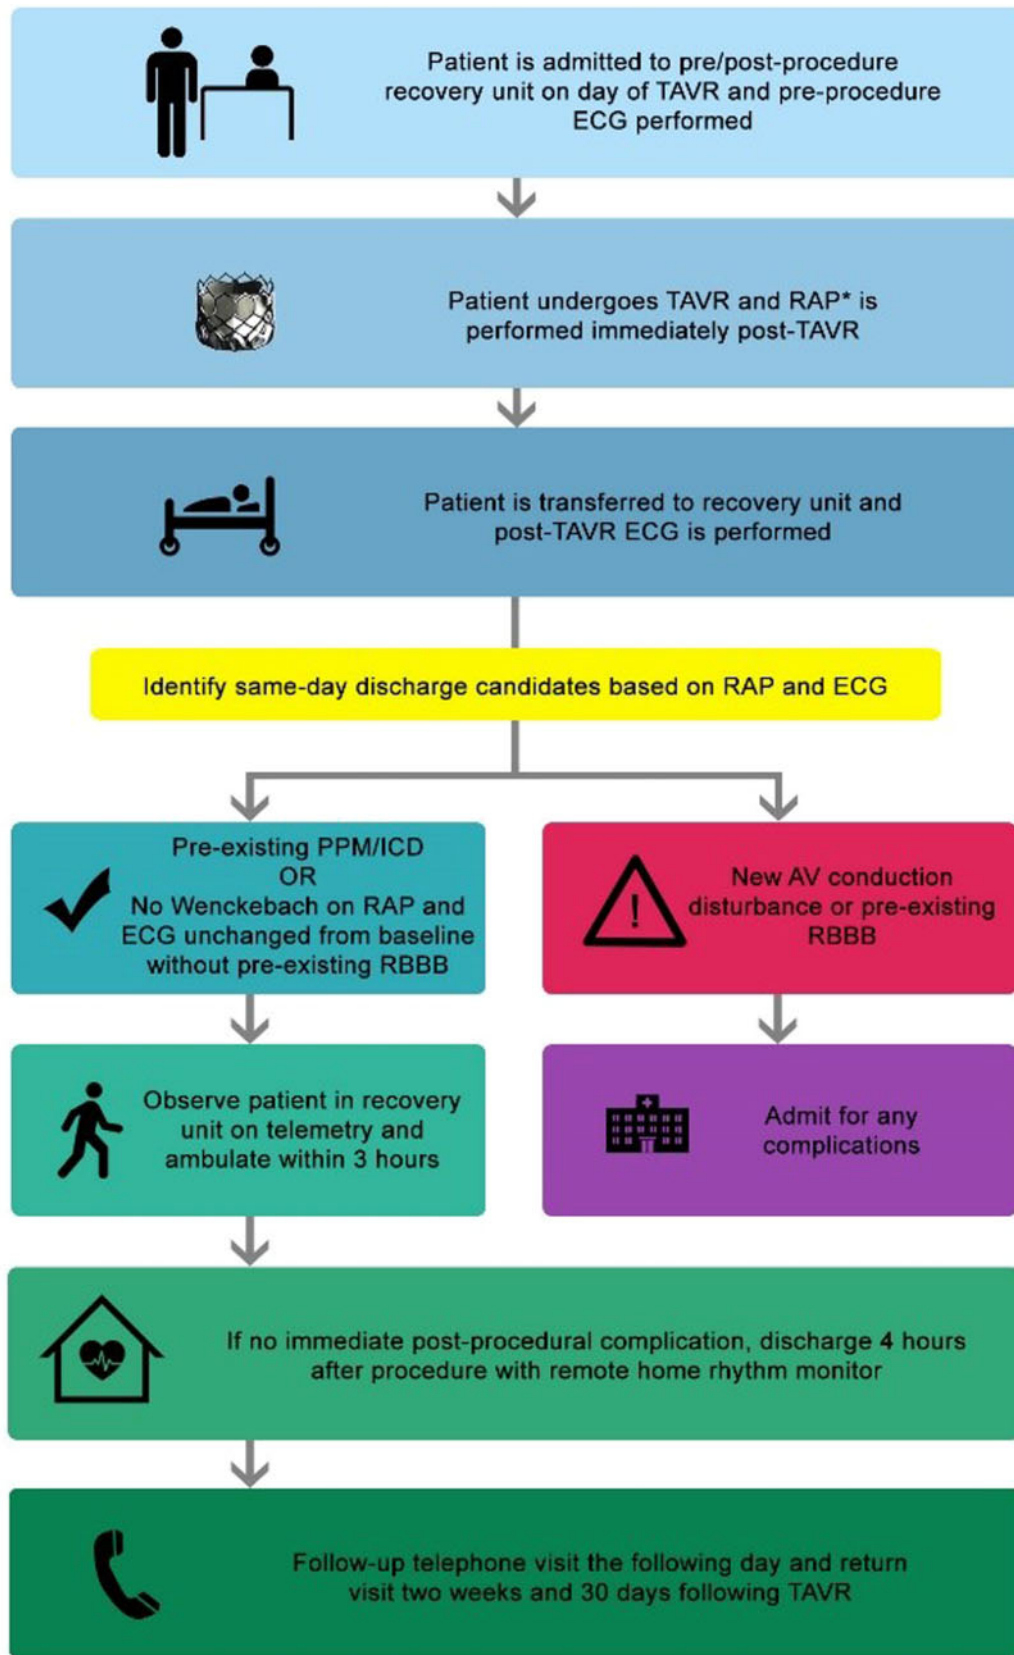 Patient is admitted to pre/post-procedure
recovery unit on day of TAVR and pre-procedure
ECG performed
Patient undergoes TAVR and RAP* is
performed immediately post-TAVR
Patient is transferred to recovery unit and
post-TAVR ECG is performed
Identify same-day discharge candidates based on RAP and ECG
Pre-existing PPM/ICD
OR
No Wenckebach on RAP and
ECG unchanged from baseline
without pre-existing RBBB
New AV conduction
disturbance or pre-existing
RBBB
Observe patient in recovery
unit on telemetry and
ambulate within 3 hours
Admit for any
complications
If no immediate post-procedural complication, discharge 4 hours
after procedure with remote home rhythm monitor
Follow-up telephone visit the following day and return
visit two weeks and 30 days following TAVR